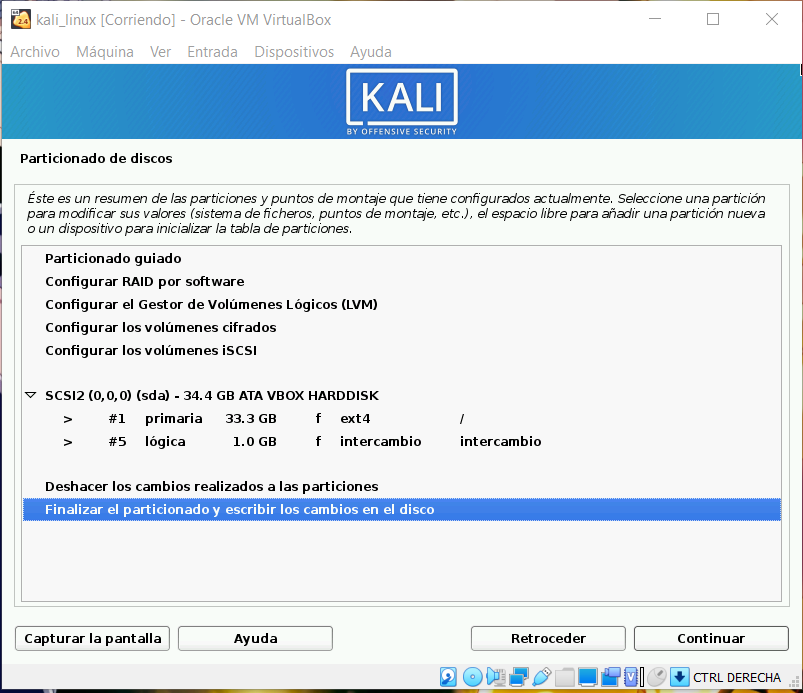 kali_linux [Corriendo] - Oracle VM VirtualBox
Archivo Máquina Ver Entrada Dispositivos Ayuda
KALI
BY OFFENSIVE SECURITY
Particionado de discos
Éste es un resumen de las particiones y puntos de montaje que tiene configurados actualmente. Seleccione una partición
para modificar sus valores (sistema de ficheros, puntos de montaje, etc.), el espacio libre para añadir una partición nueva
o un dispositivo para inicializar la tabla de particiones.
Particionado guiado
Configurar RAID por software
Configurar el Gestor de Volúmenes Lógicos (LVM)
Configurar los volúmenes cifrados
Configurar los volúmenes iSCSI
SCSI2 (0,0,0) (sda) - 34.4 GB ATA VBOX HARDDISK
> #1 primaria 33.3 GB f ext4 /
> #5 lógica 1.0 GB f intercambio intercambio
Deshacer los cambios realizados a las particiones
Finalizar el particionado y escribir los cambios en el disco
Capturar la pantalla Ayuda Retroceder Continuar
CTRL DERECHA